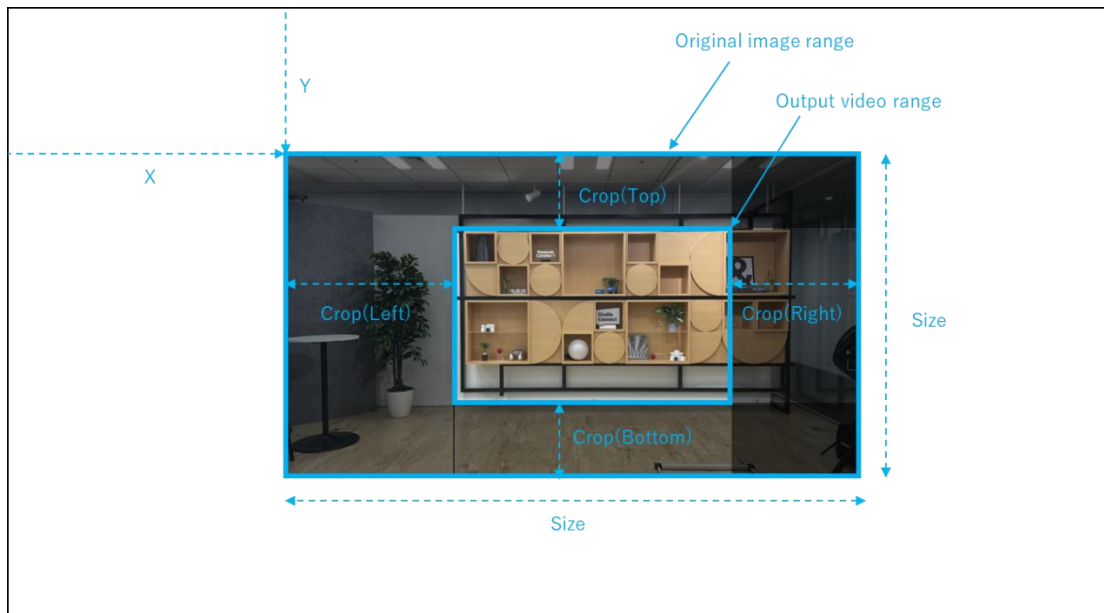 Original image range
Output video range
Y
X
Crop(Top)
Crop(Left)
Crop(Right)
Size
Crop(Bottom)
Size